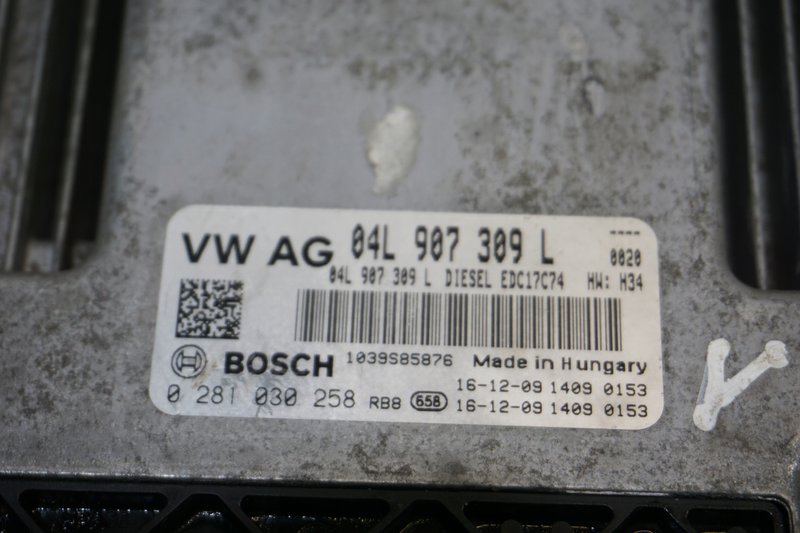 VW AG 04L 907 309 L ----
0020
04L 907 309 L DIESEL EDC17C74 HW: H34
BOSCH 1039S85876 Made in Hungary
0 281 030 258 RB8 658 16-12-09 1409 0153
16-12-09 1409 0153